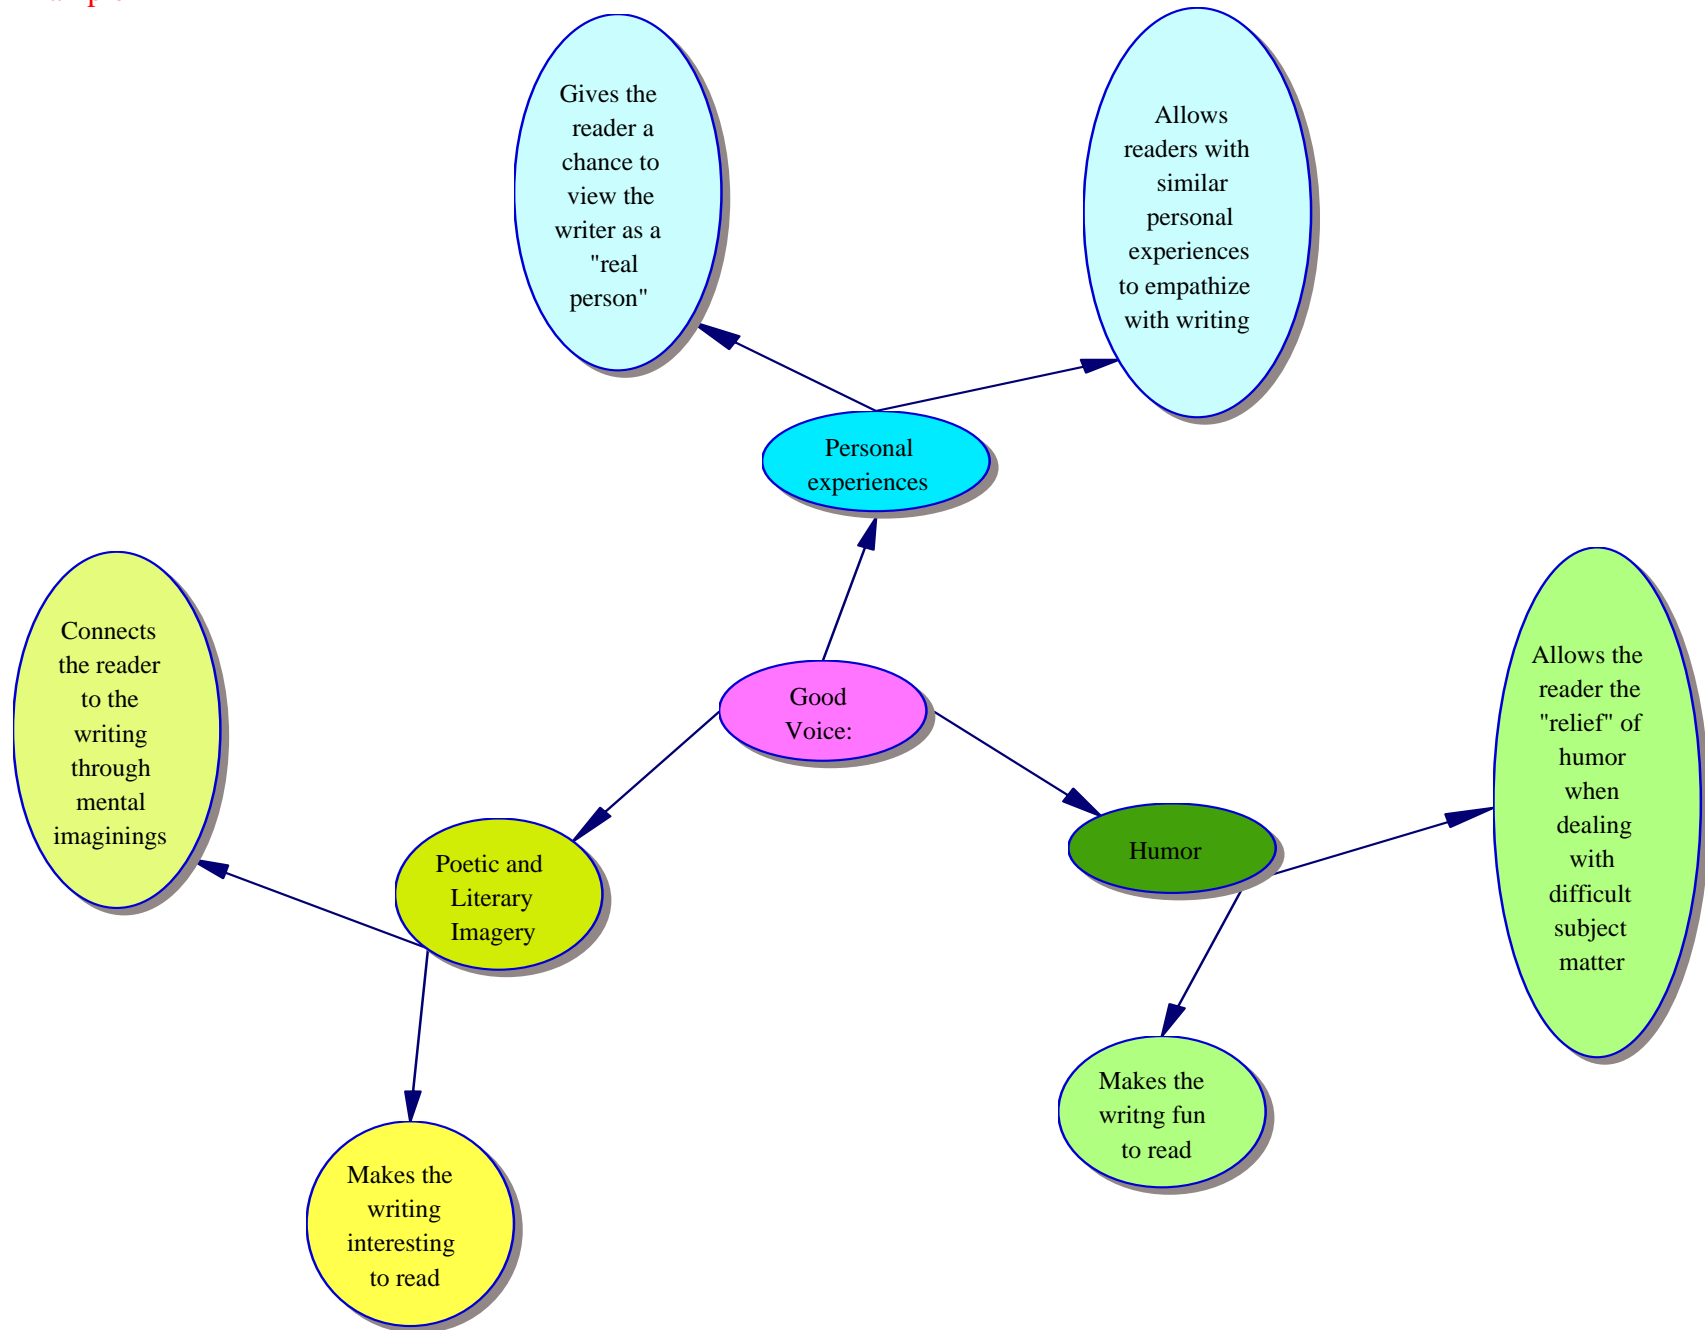 Gives the
reader a
chance to
view the
writer as a
"real
person"
Allows
readers with
similar
personal
experiences
to empathize
with writing
Personal
experiences
Connects
the reader
to the
writing
through
mental
imaginings
Good
Voice:
Allows the
reader the
"relief" of
humor
when
dealing
with
difficult
subject
matter
Humor
Poetic and
Literary
Imagery
Makes the
writng fun
to read
Makes the
writing
interesting
to read